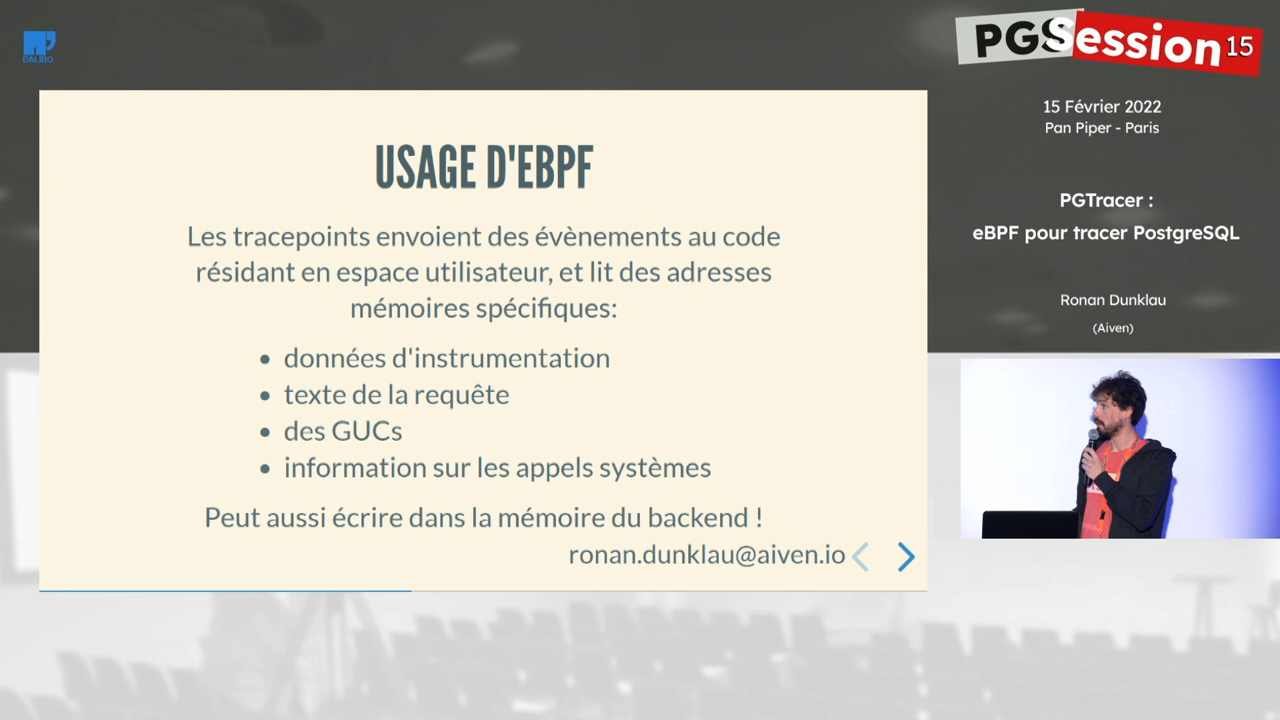 DALIBO
PGSession 15
15 Février 2022
Pan Piper - Paris
PGTracer :
eBPF pour tracer PostgreSQL
Ronan Dunklau
(Aiven)
USAGE D'EBPF
Les tracepoints envoient des évènements au code
résidant en espace utilisateur, et lit des adresses
mémoires spécifiques:
• données d'instrumentation
• texte de la requête
• des GUCs
• information sur les appels systèmes
Peut aussi écrire dans la mémoire du backend !
ronan.dunklau@aiven.io